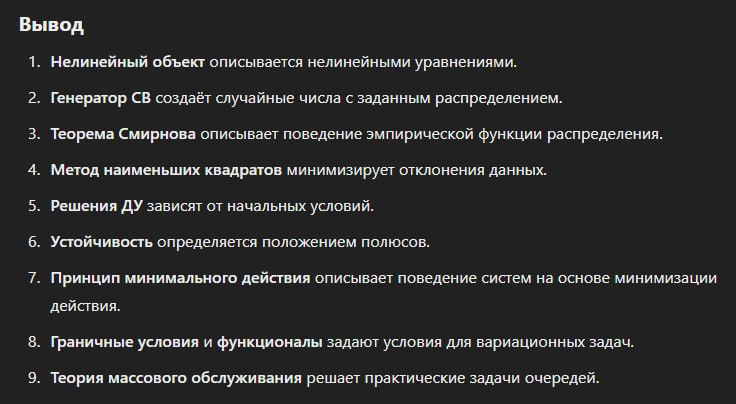 Вывод
1. Нелинейный объект описывается нелинейными уравнениями.
2. Генератор СВ создаёт случайные числа с заданным распределением.
3. Теорема Смирнова описывает поведение эмпирической функции распределения.
4. Метод наименьших квадратов минимизирует отклонения данных.
5. Решения ДУ зависят от начальных условий.
6. Устойчивость определяется положением полюсов.
7. Принцип минимального действия описывает поведение систем на основе минимизации
действия.
8. Граничные условия и функционалы задают условия для вариационных задач.
9. Теория массового обслуживания решает практические задачи очередей.